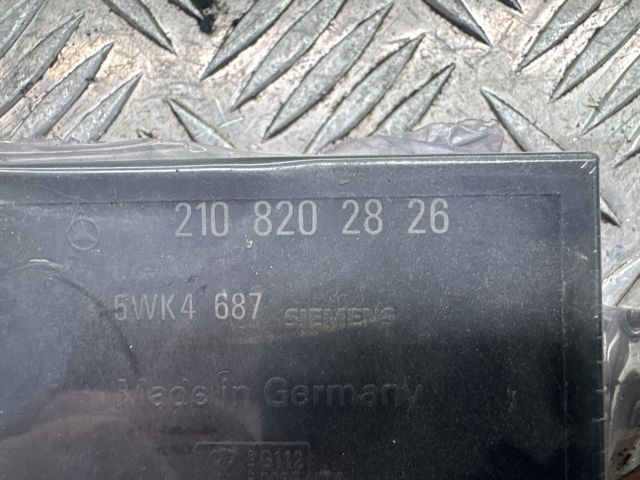 210 820 28 26
5WK4 687 SIEMENS
Made in Germany